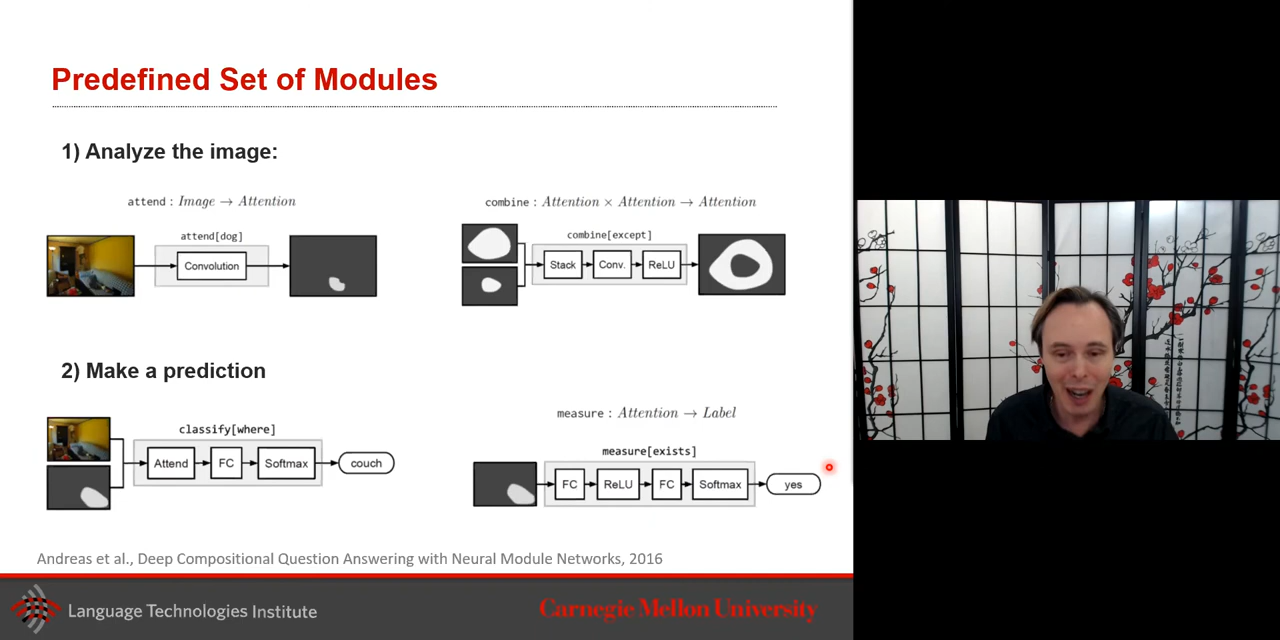 Predefined Set of Modules
1) Analyze the image:
attend : Image → Attention
attend[dog]
Convolution
combine : Attention × Attention → Attention
combine[except]
Stack
Conv.
ReLU
2) Make a prediction
classify[where]
Attend
FC
Softmax
couch
measure : Attention → Label
measure[exists]
FC
ReLU
FC
Softmax
yes
Andreas et al., Deep Compositional Question Answering with Neural Module Networks, 2016
Language Technologies Institute
Carnegie Mellon University